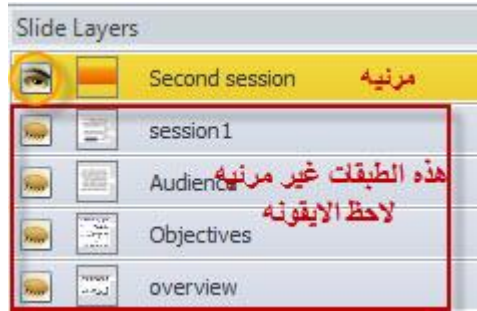 Slide Layers
Second session مرئيه
session1
هذه الطبقات غير مرئيه
Audience
لاحظ الايقونه
Objectives
overview